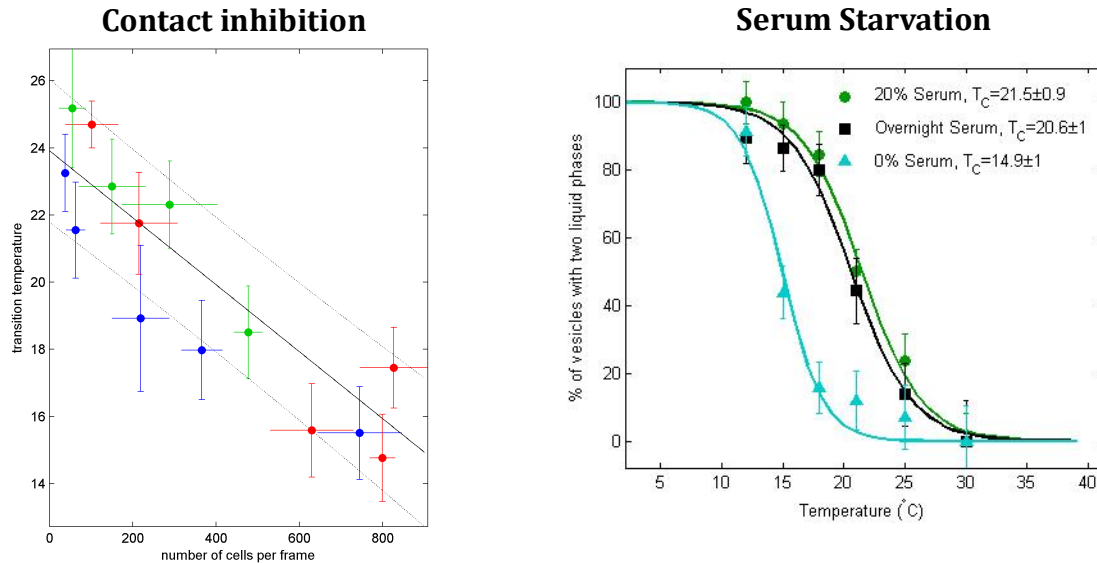 Contact inhibition
transition temperature
26
24
22
20
18
16
14
0
200
400
600
800
number of cells per frame
Serum Starvation
% of vesicles with two liquid phases
100
80
60
40
20
0
20% Serum, T_C=21.5±0.9
Overnight Serum, T_C=20.6±1
0% Serum, T_C=14.9±1
5
10
15
20
25
30
35
40
Temperature (°C)